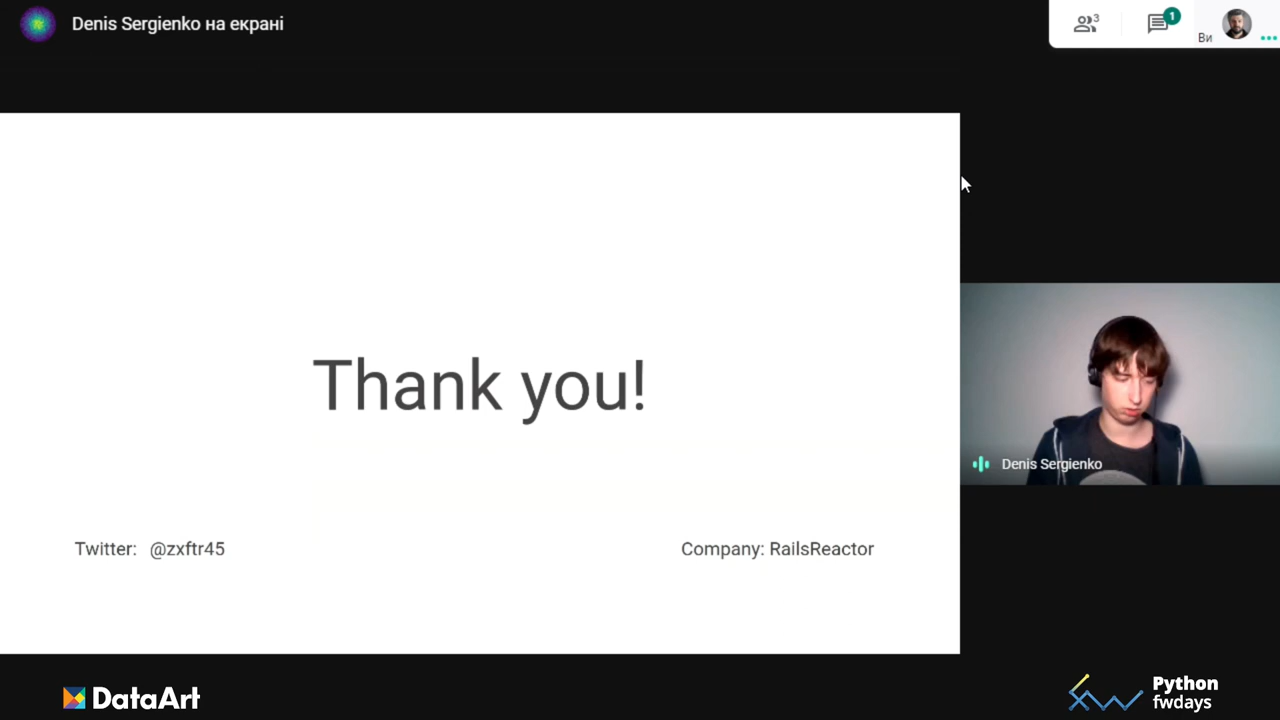 Denis Sergienko на екрані
3
1
Ви
Thank you!
Denis Sergienko
Twitter: @zxftr45
Company: RailsReactor
DataArt
Python
fwdays